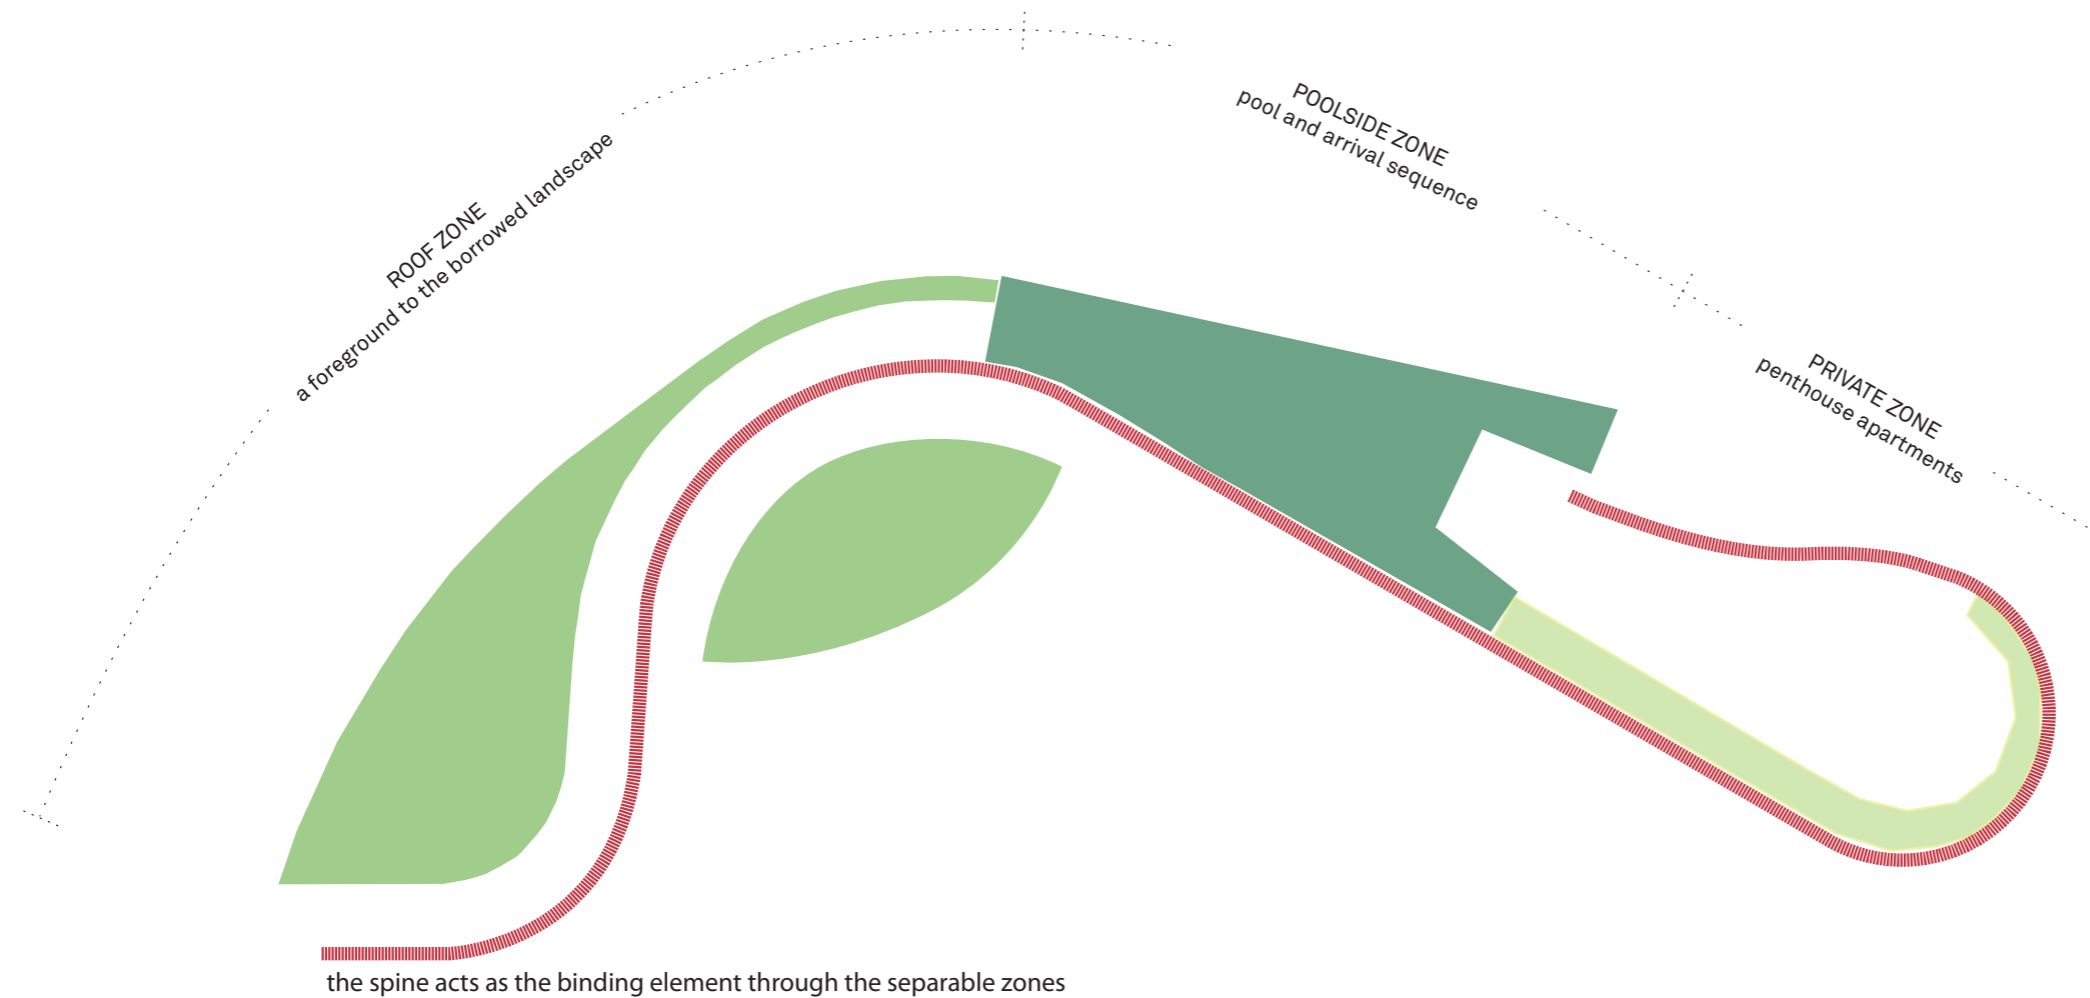 ROOF ZONE
a foreground to the borrowed landscape
POOLSIDE ZONE
pool and arrival sequence
PRIVATE ZONE
penthouse apartments
the spine acts as the binding element through the separable zones